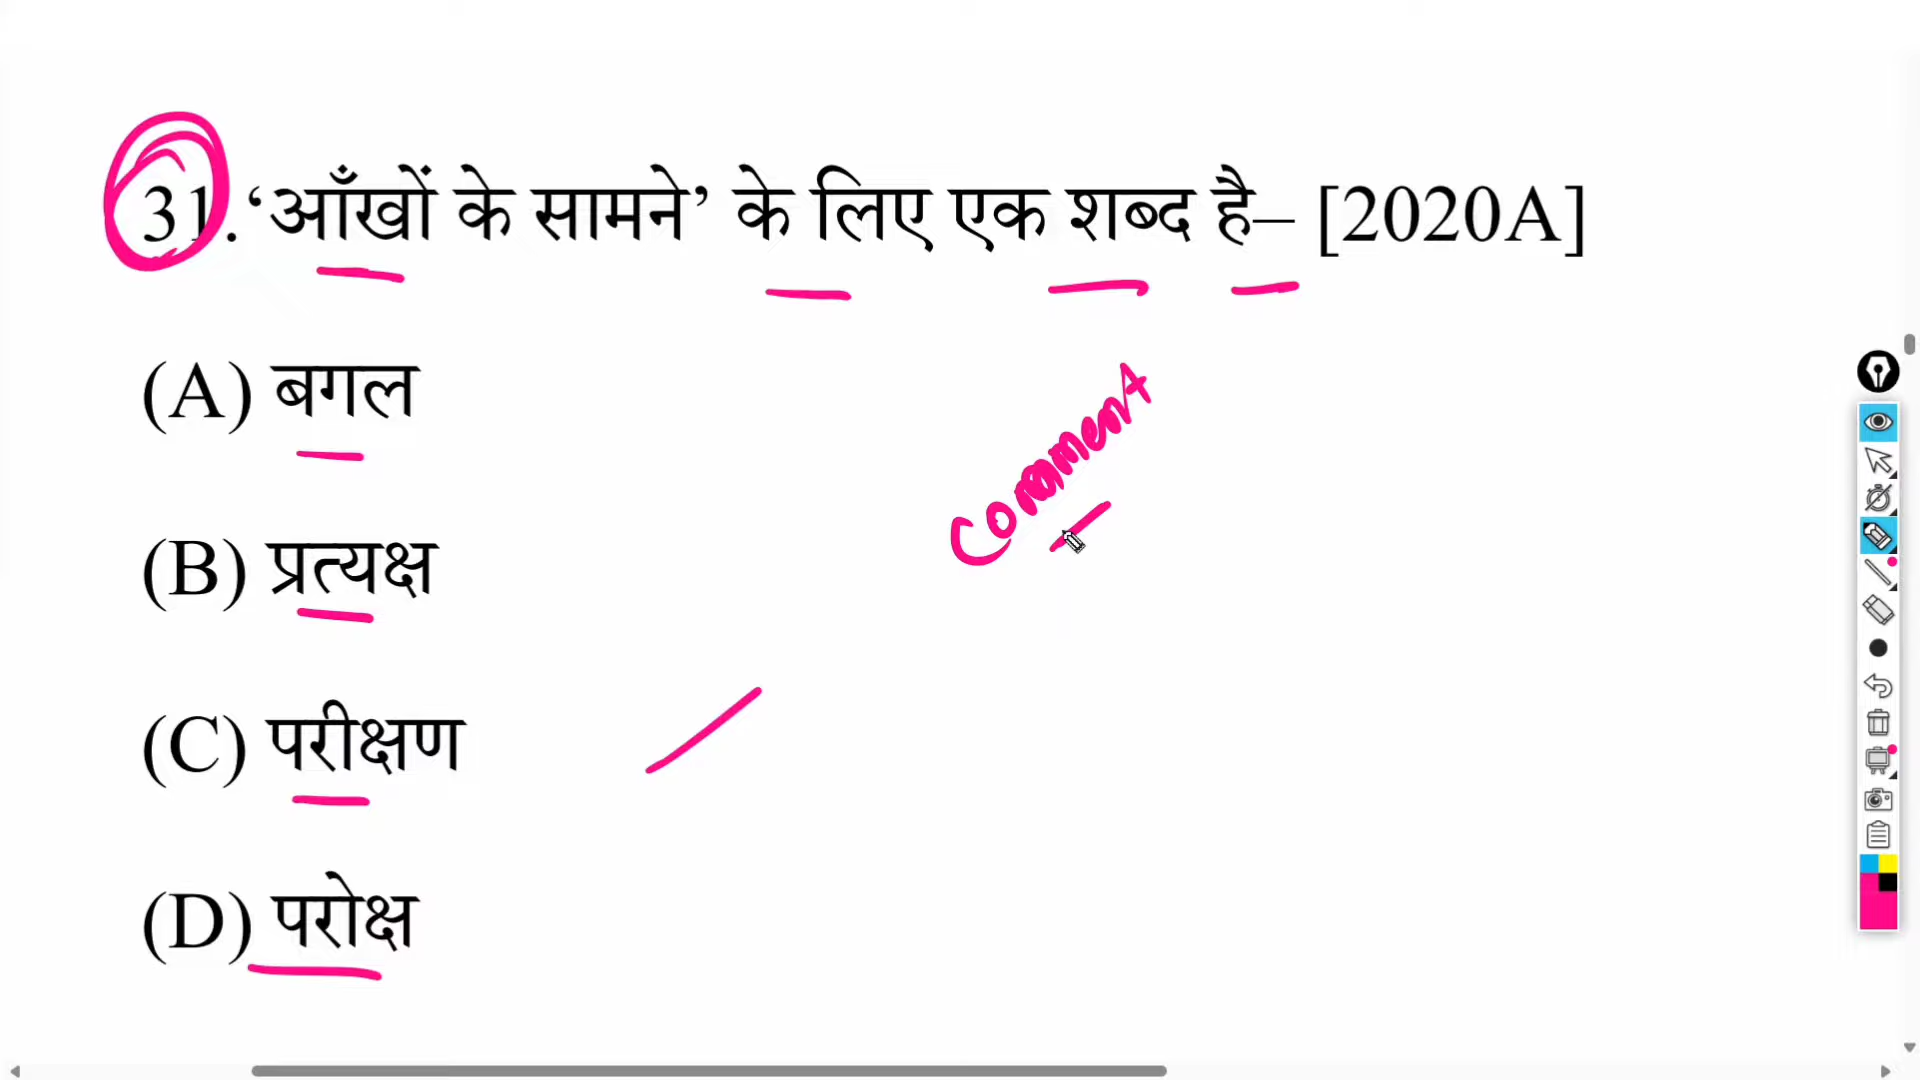 31. ‘आँखों के सामने’ के लिए एक शब्द है– [2020A]
(A) बगल
Comment
(B) प्रत्यक्ष
(C) परीक्षण
(D) परोक्ष